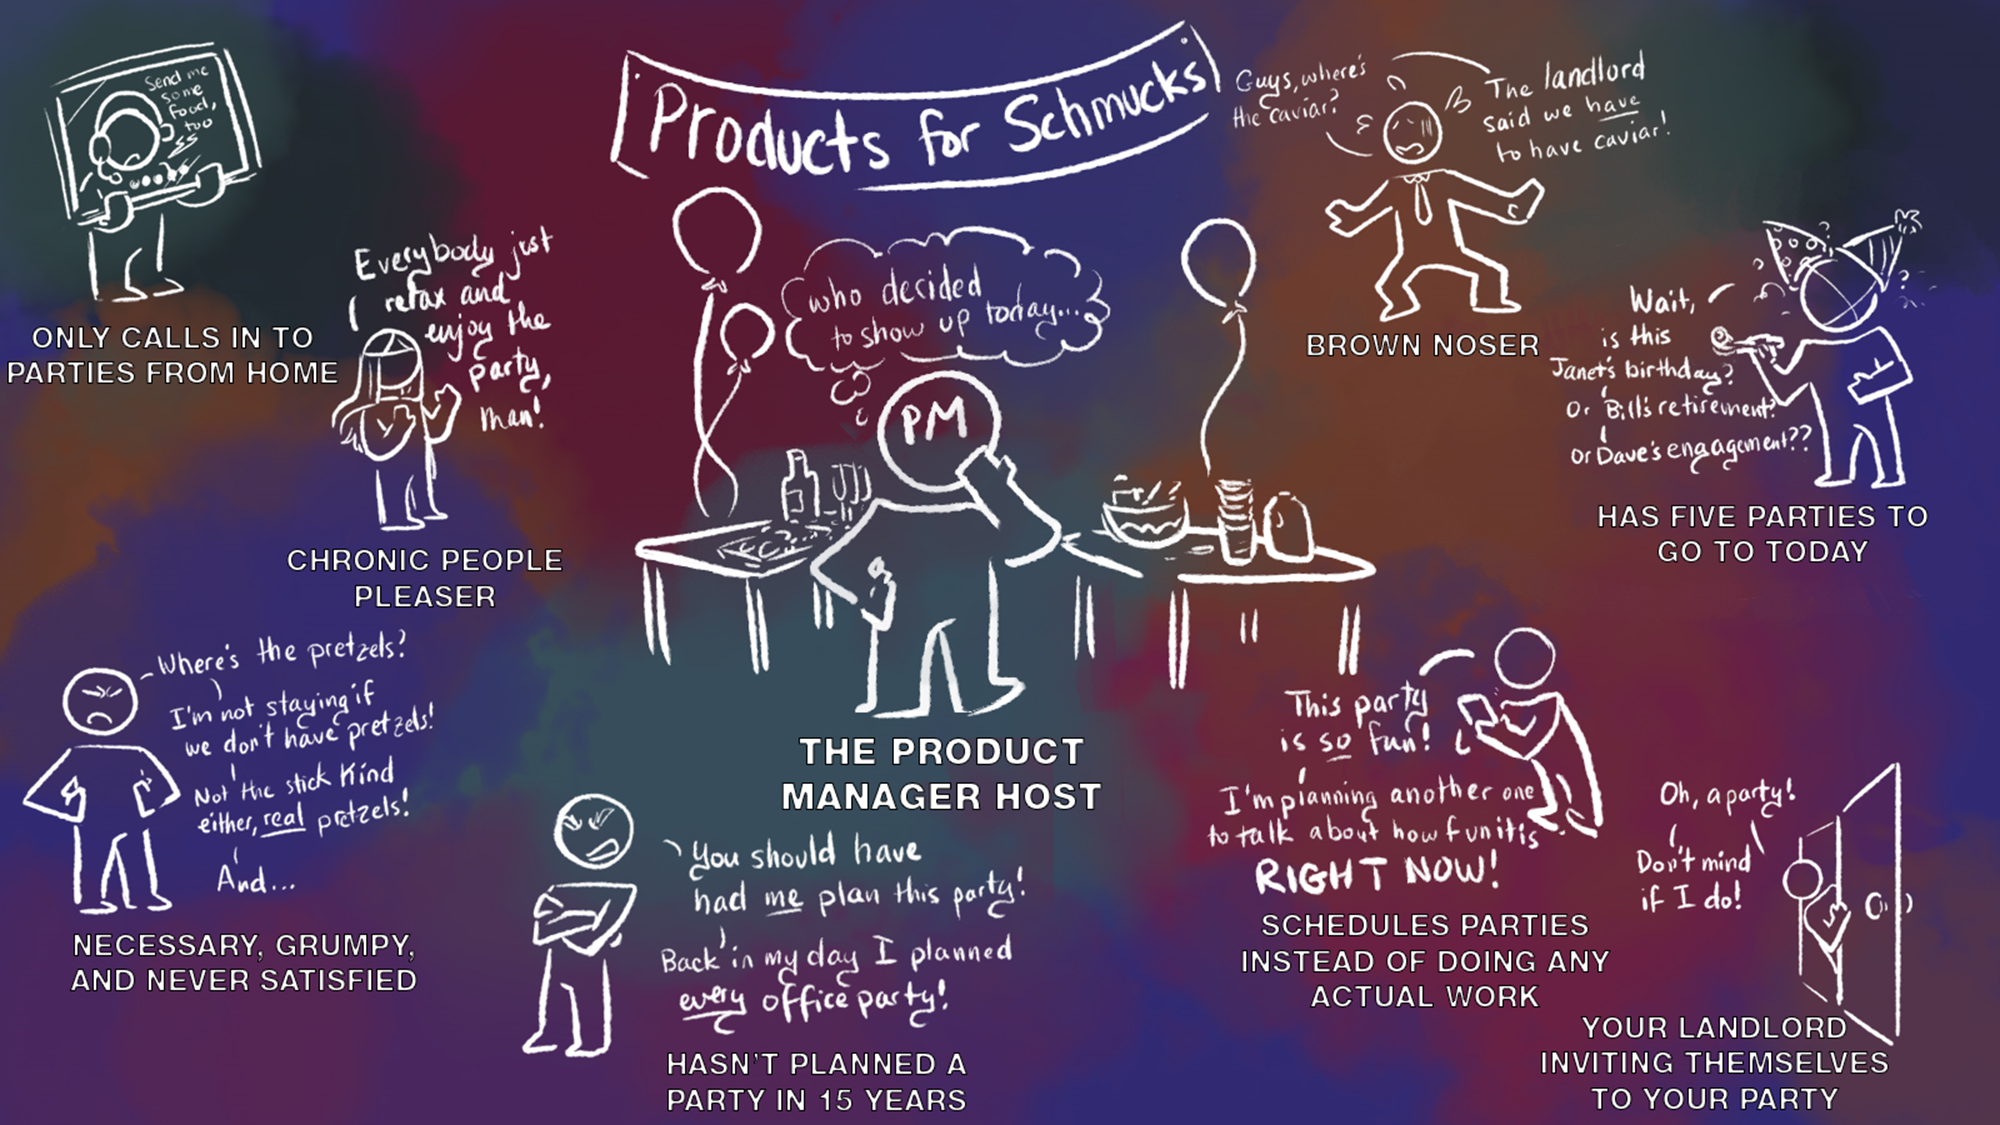 Products for Schmucks
Send me
some
food,
too
ONLY CALLS IN TO
PARTIES FROM HOME
Everybody just
relax and
enjoy the
party,
man!
CHRONIC PEOPLE
PLEASER
who decided
to show up today...
PM
THE PRODUCT
MANAGER HOST
Guys, where's
the caviar?
The landlord
said we have
to have caviar!
BROWN NOSER
Wait,
is this
Janet's birthday?
Or Bill's retirement?
Or Dave's engagement??
HAS FIVE PARTIES TO
GO TO TODAY
Where's the pretzels?
I'm not staying if
we don't have pretzels!
Not the stick kind
either, real pretzels!
And...
NECESSARY, GRUMPY,
AND NEVER SATISFIED
You should have
had me plan this party!
Back in my day I planned
every office party!
HASN'T PLANNED A
PARTY IN 15 YEARS
This party
is so fun!
I'm planning another one
to talk about how fun it is
RIGHT NOW!
SCHEDULES PARTIES
INSTEAD OF DOING ANY
ACTUAL WORK
Oh, a party!
Don't mind
if I do!
YOUR LANDLORD
INVITING THEMSELVES
TO YOUR PARTY